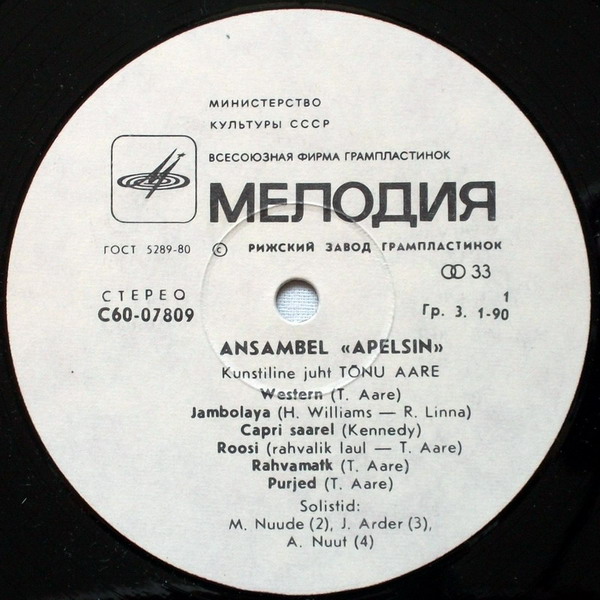 МИНИСТЕРСТВО
КУЛЬТУРЫ СССР
ВСЕСОЮЗНАЯ ФИРМА ГРАМПЛАСТИНОК
МЕЛОДИЯ
ГОСТ 5289-80 © РИЖСКИЙ ЗАВОД ГРАМПЛАСТИНОК
33
СТЕРЕО 1
С60-07809 Гр. 3. 1-90
ANSAMBEL «APELSIN»
Kunstiline juht TÕNU AARE
Western (T. Aare)
Jambolaya (H. Williams — R. Linna)
Capri saarel (Kennedy)
Roosi (rahvalik laul — T. Aare)
Rahvamatk (T. Aare)
Purjed (T. Aare)
Solistid:
M. Nuude (2), J. Arder (3),
A. Nuut (4)